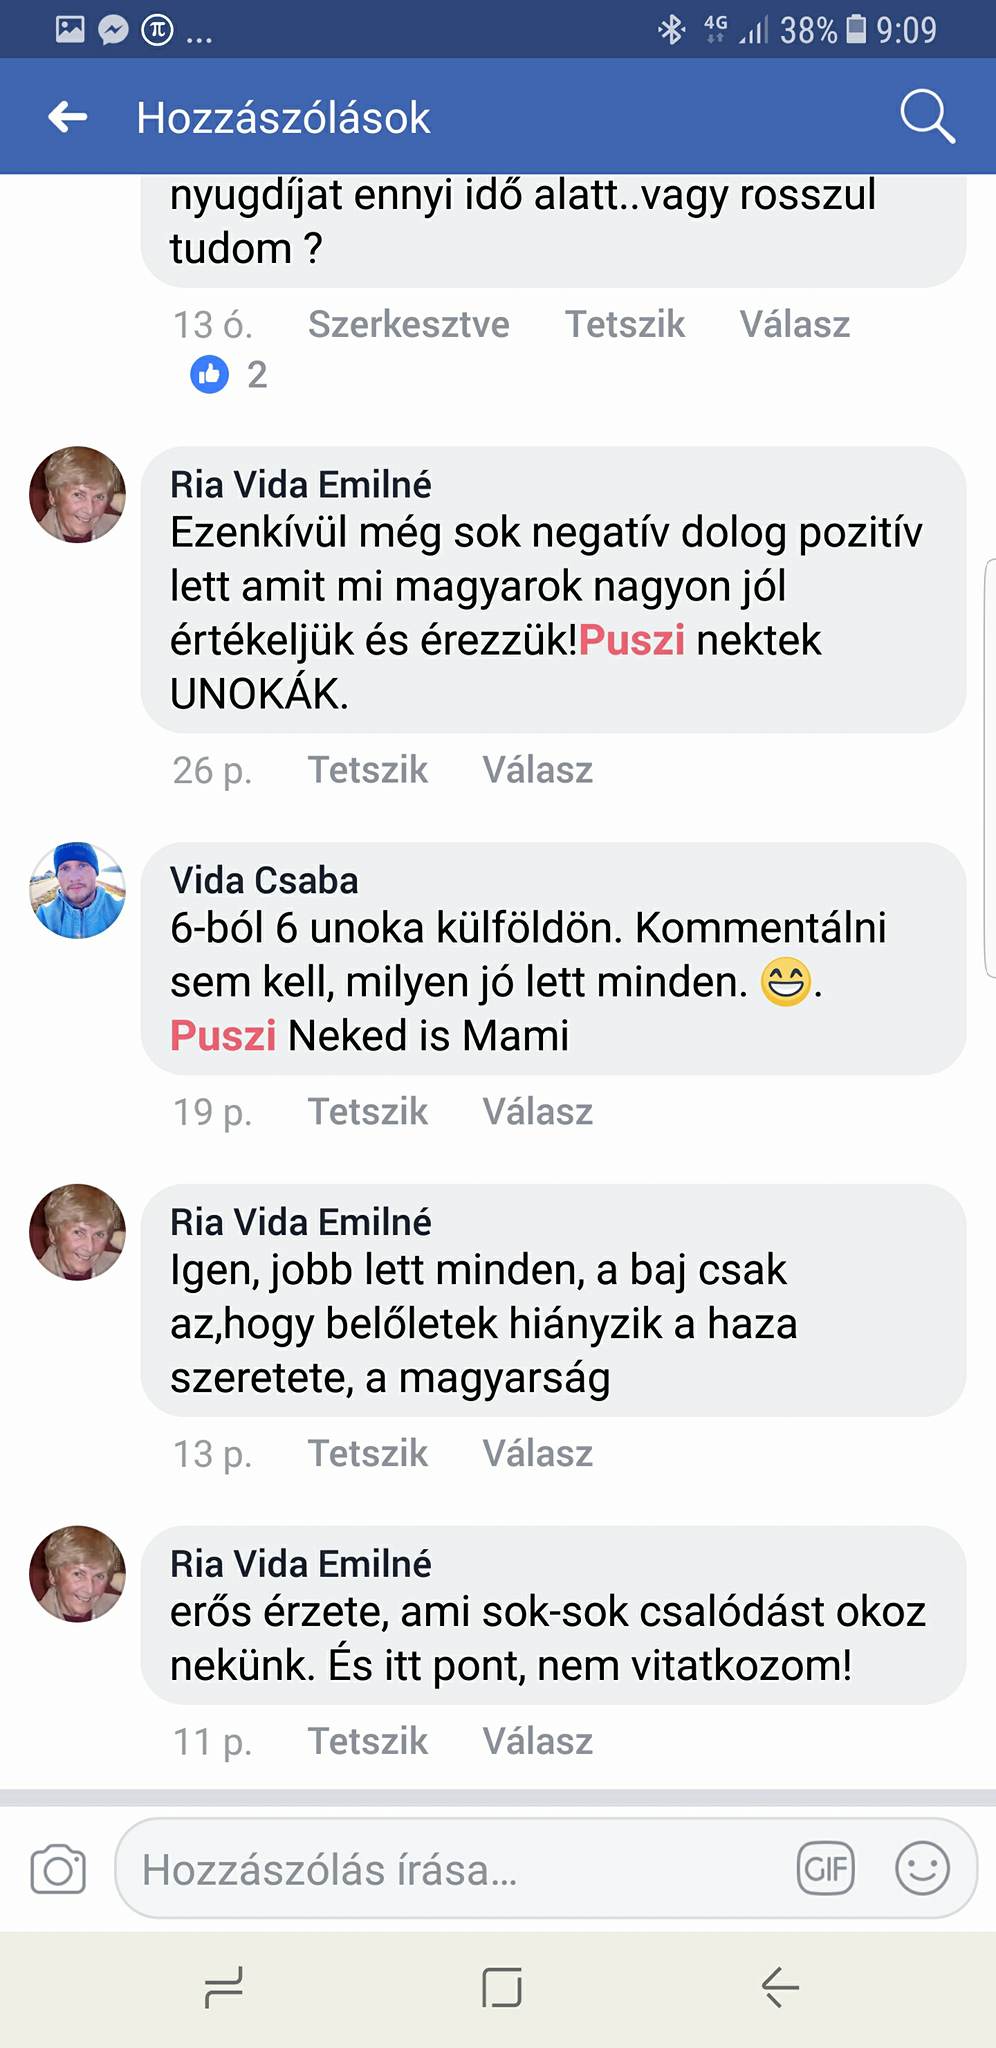 ... 4G 38% 9:09
Hozzászólások
nyugdíjat ennyi idő alatt..vagy rosszul
tudom ?
13 ó. Szerkesztve Tetszik Válasz
2
Ria Vida Emilné
Ezenkívül még sok negatív dolog pozitív
lett amit mi magyarok nagyon jól
értékeljük és érezzük!Puszi nektek
UNOKÁK.
26 p. Tetszik Válasz
Vida Csaba
6-ból 6 unoka külföldön. Kommentálni
sem kell, milyen jó lett minden. 😄.
Puszi Neked is Mami
19 p. Tetszik Válasz
Ria Vida Emilné
Igen, jobb lett minden, a baj csak
az,hogy belőletek hiányzik a haza
szeretete, a magyarság
13 p. Tetszik Válasz
Ria Vida Emilné
erős érzete, ami sok-sok csalódást okoz
nekünk. És itt pont, nem vitatkozom!
11 p. Tetszik Válasz
Hozzászólás írása... GIF